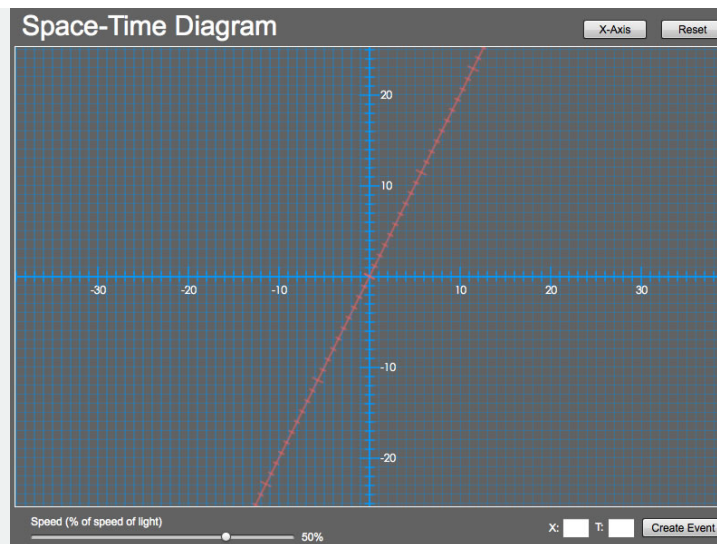 Space-Time Diagram
X-Axis
Reset
20
10
-30 -20 -10 10 20 30
-10
-20
Speed (% of speed of light)
50%
X:
T:
Create Event